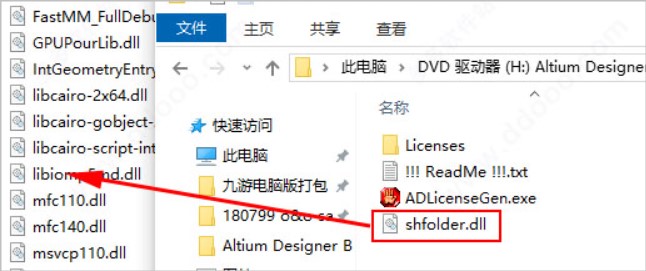 FastMM_FullDebu
GPUPourLib.dll
IntGeometryEntry
libcairo-2x64.dll
libcairo-gobject-
libcairo-script-int
libiomp5md.dll
mfc110.dll
mfc140.dll
msvcp110.dll
文件
主页
共享
查看
此电脑 > DVD 驱动器 (H:) Altium Designer
名称
快速访问
此电脑
九游电脑版打包
180799 o&o-sa
Altium Designer B
Licenses
!!! ReadMe !!!.txt
ADLicenseGen.exe
shfolder.dll